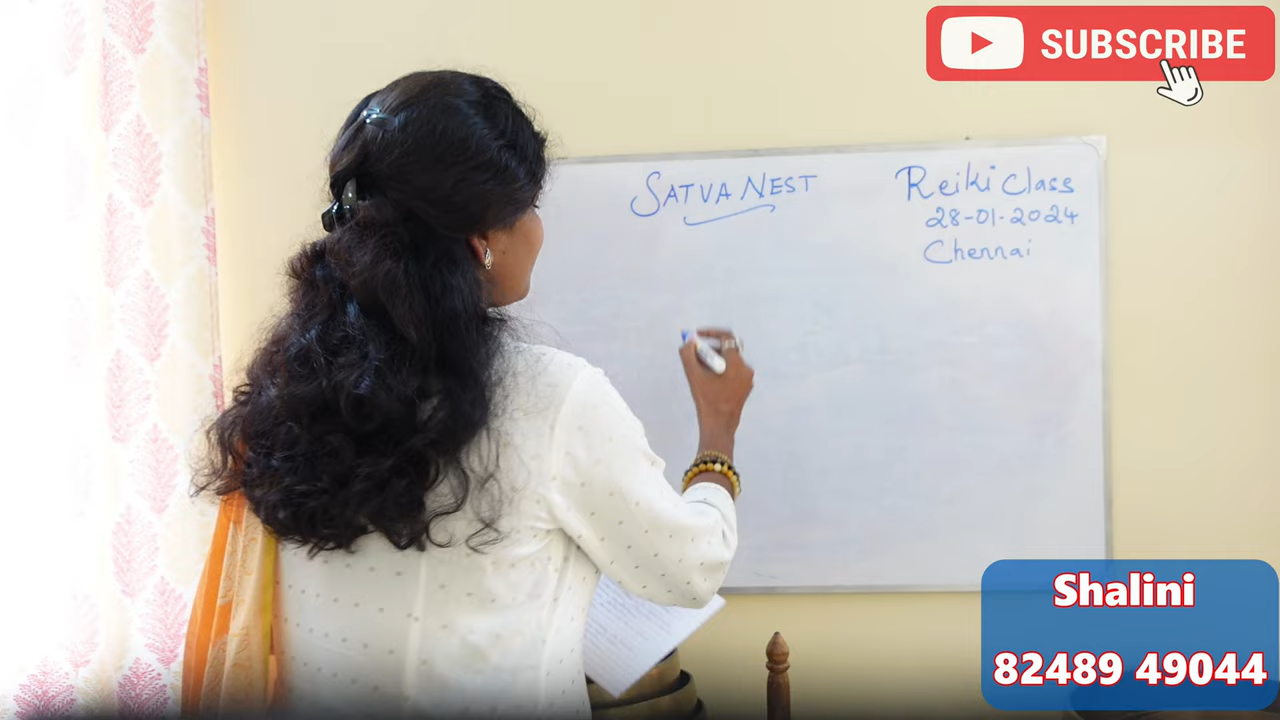 SUBSCRIBE
SATVA NEST
Reiki Class
28-01-2024
Chennai
Shalini
82489 49044